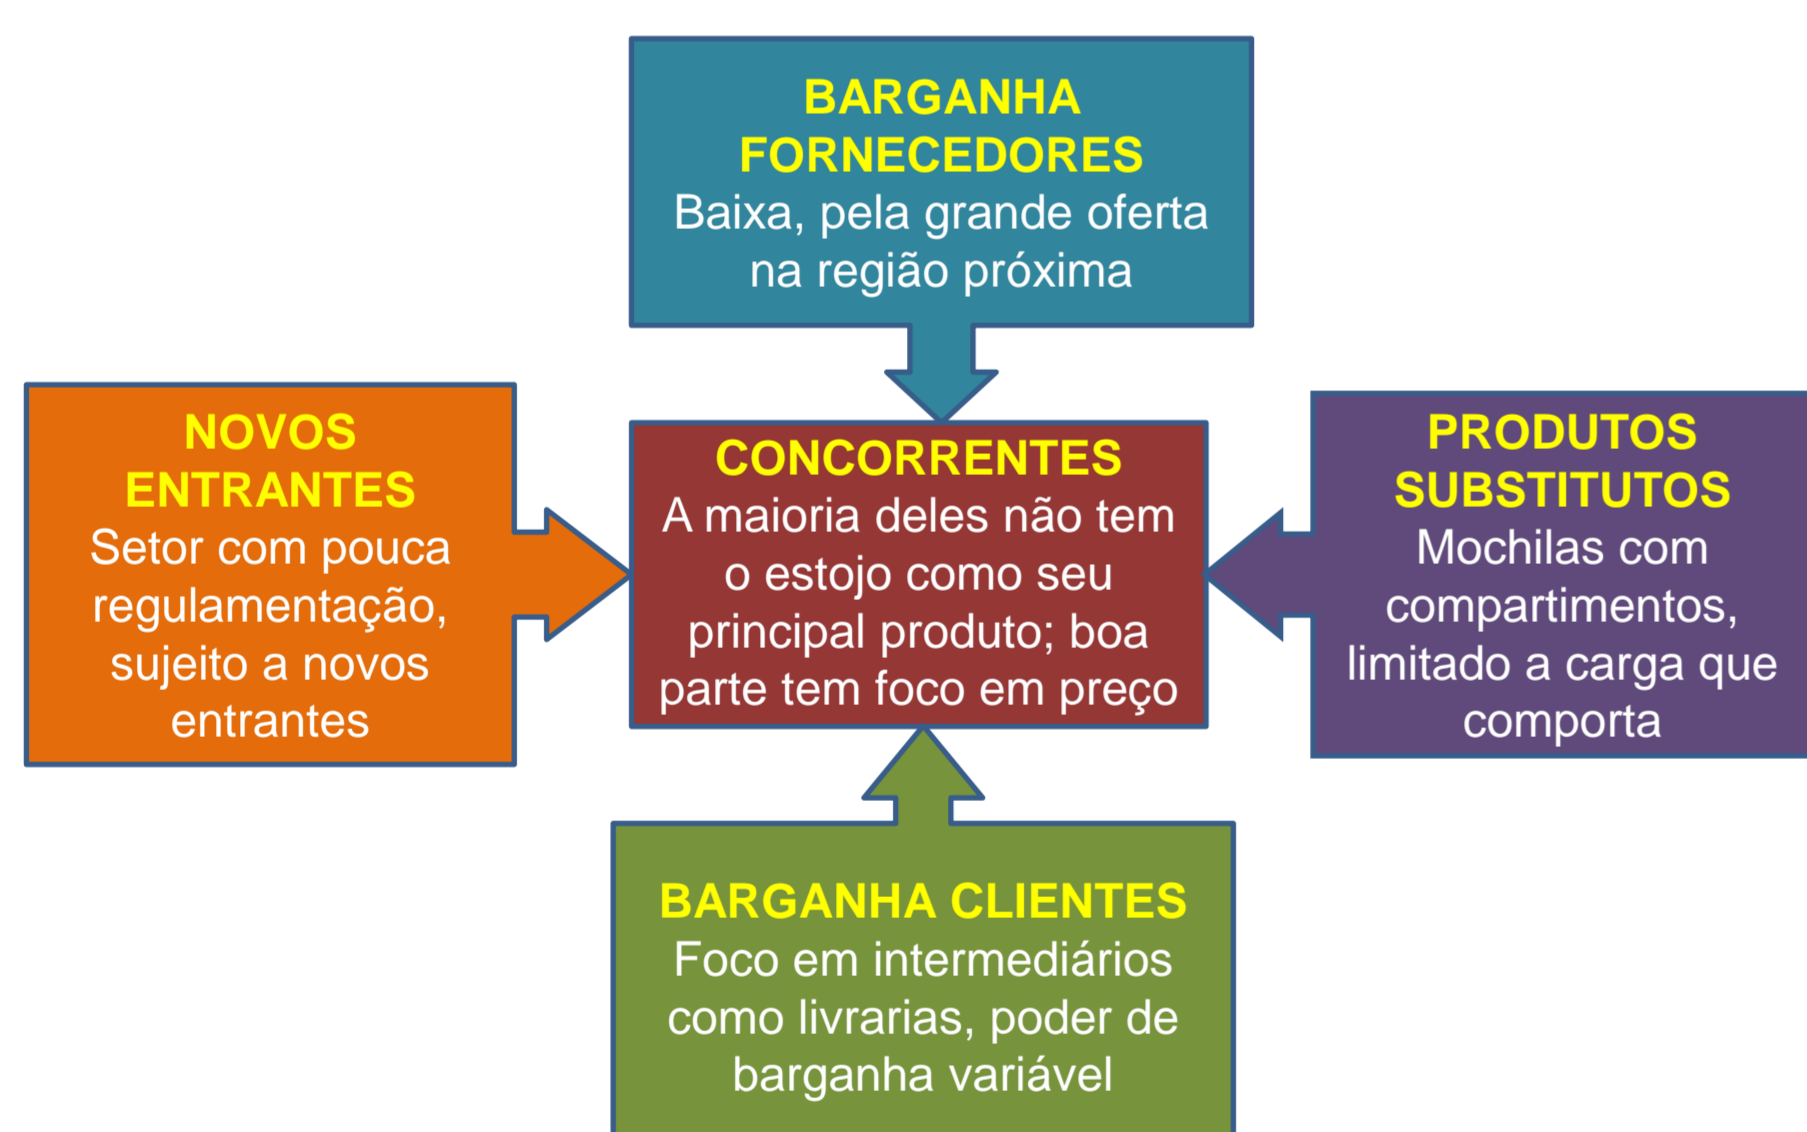 BARGANHA
FORNECEDORES
Baixa, pela grande oferta
na região próxima
NOVOS
ENTRANTES
Setor com pouca
regulamentação,
sujeito a novos
entrantes
CONCORRENTES
A maioria deles não tem
o estojo como seu
principal produto; boa
parte tem foco em preço
PRODUTOS
SUBSTITUTOS
Mochilas com
compartimentos,
limitado a carga que
comporta
BARGANHA CLIENTES
Foco em intermediários
como livrarias, poder de
barganha variável